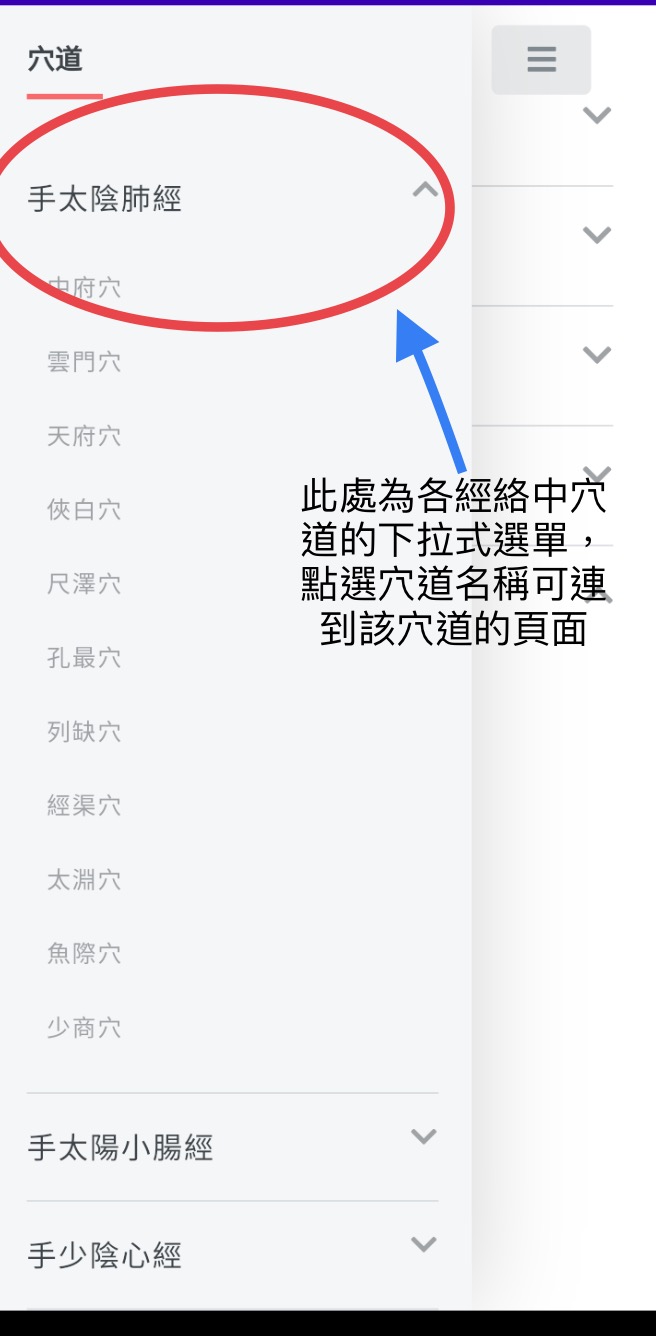 穴道
手太陰肺經
中府穴
雲門穴
天府穴
俠白穴
尺澤穴
孔最穴
列缺穴
經渠穴
太淵穴
魚際穴
少商穴
此處為各經絡中穴
道的下拉式選單，
點選穴道名稱可連
到該穴道的頁面
手太陽小腸經
手少陰心經